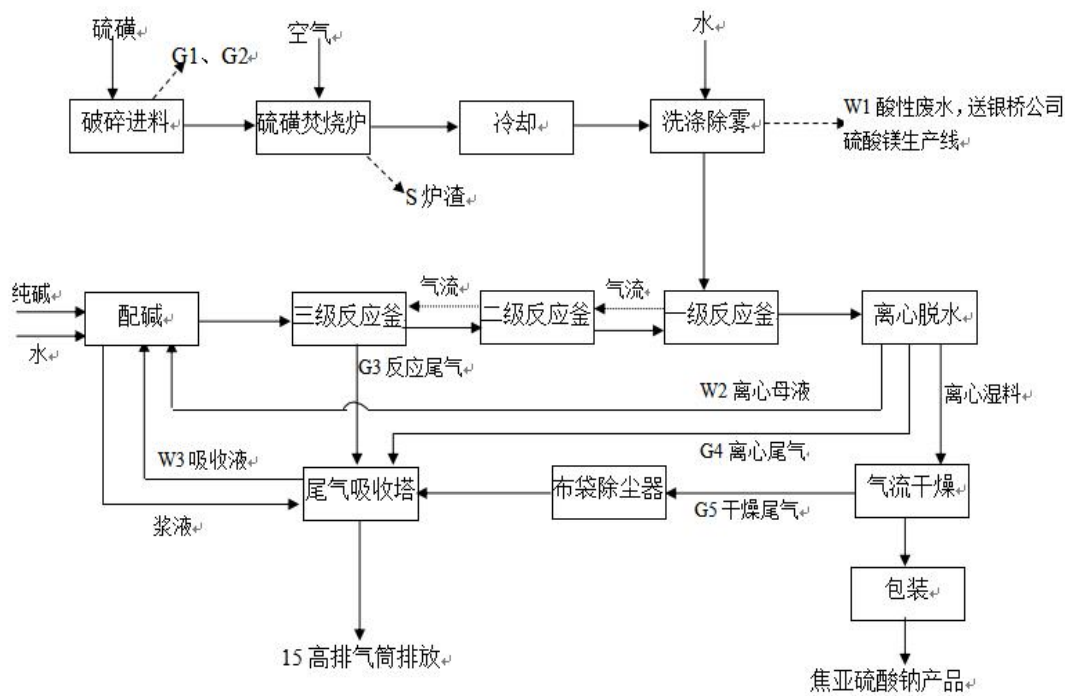 硫磺
空气
水
G1、G2
破碎进料
硫磺焚烧炉
冷却
洗涤除雾
W1 酸性废水，送银桥公司
硫酸镁生产线
S 炉渣
纯碱
水
配碱
三级反应釜
气流
二级反应釜
气流
一级反应釜
离心脱水
G3 反应尾气
W2 离心母液
离心湿料
G4 离心尾气
W3 吸收液
尾气吸收塔
布袋除尘器
G5 干燥尾气
气流干燥
浆液
包装
15 高排气筒排放
焦亚硫酸钠产品